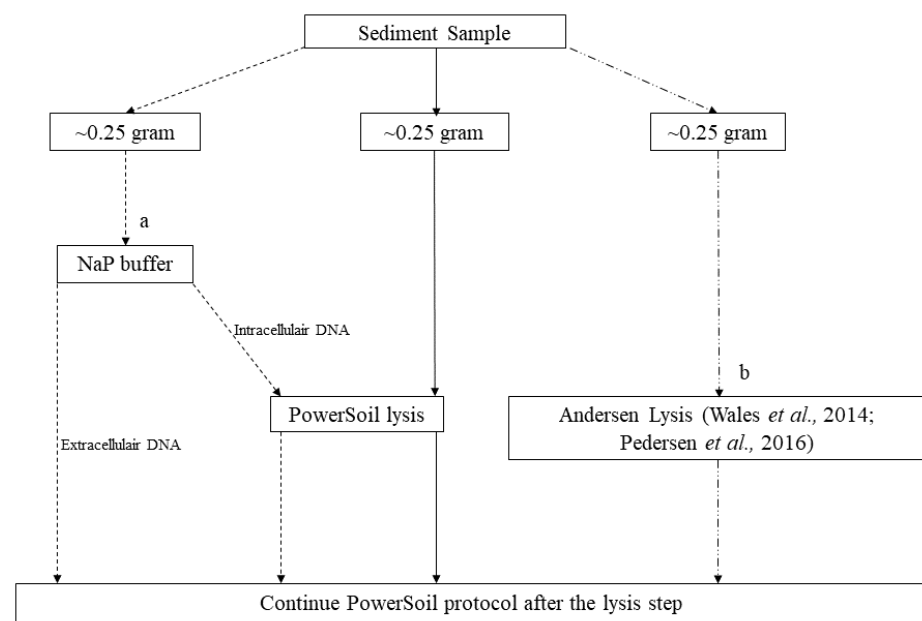 Sediment Sample
~0.25 gram
~0.25 gram
~0.25 gram
a
NaP buffer
Intracellulair DNA
b
PowerSoil lysis
Andersen Lysis (Wales et al., 2014;
Pedersen et al., 2016)
Extracellulair DNA
Continue PowerSoil protocol after the lysis step